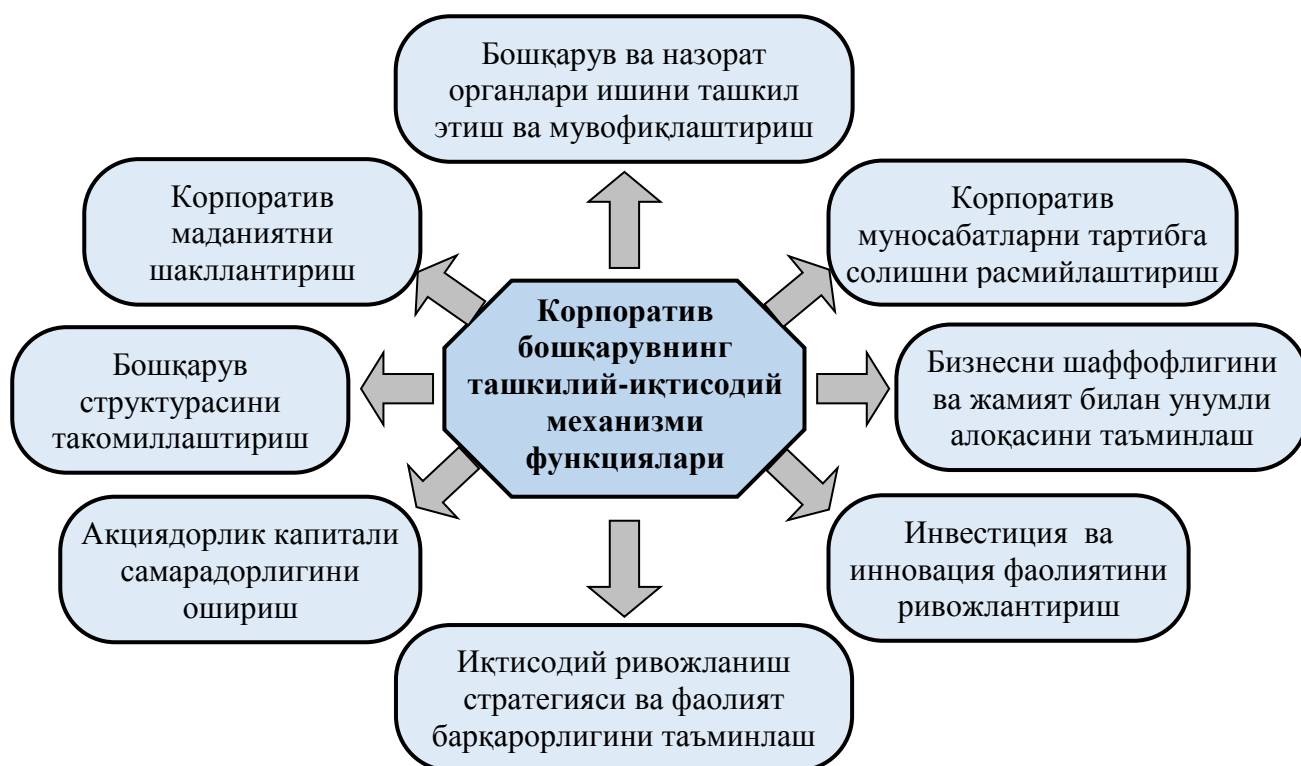 Бошқарув ва назорат
органлари ишини ташкил
этиш ва мувофиқлаштириш
Корпоратив
маданиятни
шакллантириш
Корпоратив
муносабатларни тартибга
солишни расмийлаштириш
Корпоратив
бошқарувнинг
ташкилий-иқтисодий
механизми
функциялари
Бошқарув
структурасини
такомиллаштириш
Бизнесни шаффофлигини
ва жамият билан унумли
алоқасини таъминлаш
Акциядорлик капитали
самарадорлигини
ошириш
Инвестиция ва
инновация фаолиятини
ривожлантириш
Иқтисодий ривожланиш
стратегияси ва фаолият
барқарорлигини таъминлаш